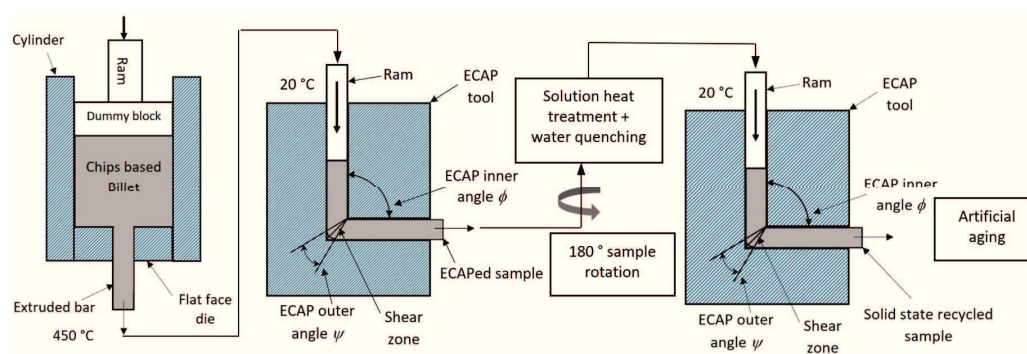 Cylinder
Ram
Dummy block
Chips based
Billet
Extruded bar
450 °C
Flat face
die
20 °C
Ram
ECAP
tool
ECAP inner
angle ϕ
ECAPed sample
ECAP outer
angle ψ
Shear
zone
Solution heat
treatment +
water quenching
180 ° sample
rotation
20 °C
Ram
ECAP
tool
ECAP inner
angle ϕ
Artificial
aging
ECAP outer
angle ψ
Shear
zone
Solid state recycled
sample